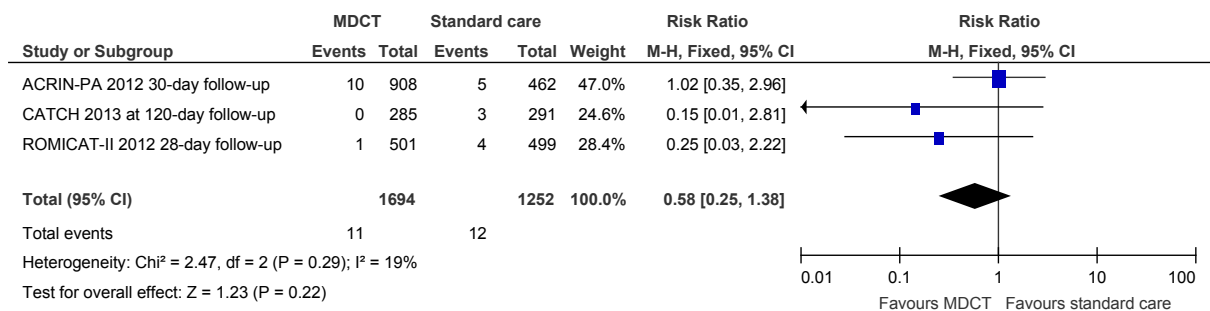 MDCT Standard care Risk Ratio Risk Ratio
Study or Subgroup Events Total Events Total Weight M-H, Fixed, 95% CI M-H, Fixed, 95% CI
ACRIN-PA 2012 30-day follow-up 10 908 5 462 47.0% 1.02 [0.35, 2.96]
CATCH 2013 at 120-day follow-up 0 285 3 291 24.6% 0.15 [0.01, 2.81]
ROMICAT-II 2012 28-day follow-up 1 501 4 499 28.4% 0.25 [0.03, 2.22]
Total (95% CI) 1694 1252 100.0% 0.58 [0.25, 1.38]
Total events 11 12
Heterogeneity: Chi² = 2.47, df = 2 (P = 0.29); I² = 19%
Test for overall effect: Z = 1.23 (P = 0.22)
0.01 0.1 1 10 100
Favours MDCT Favours standard care